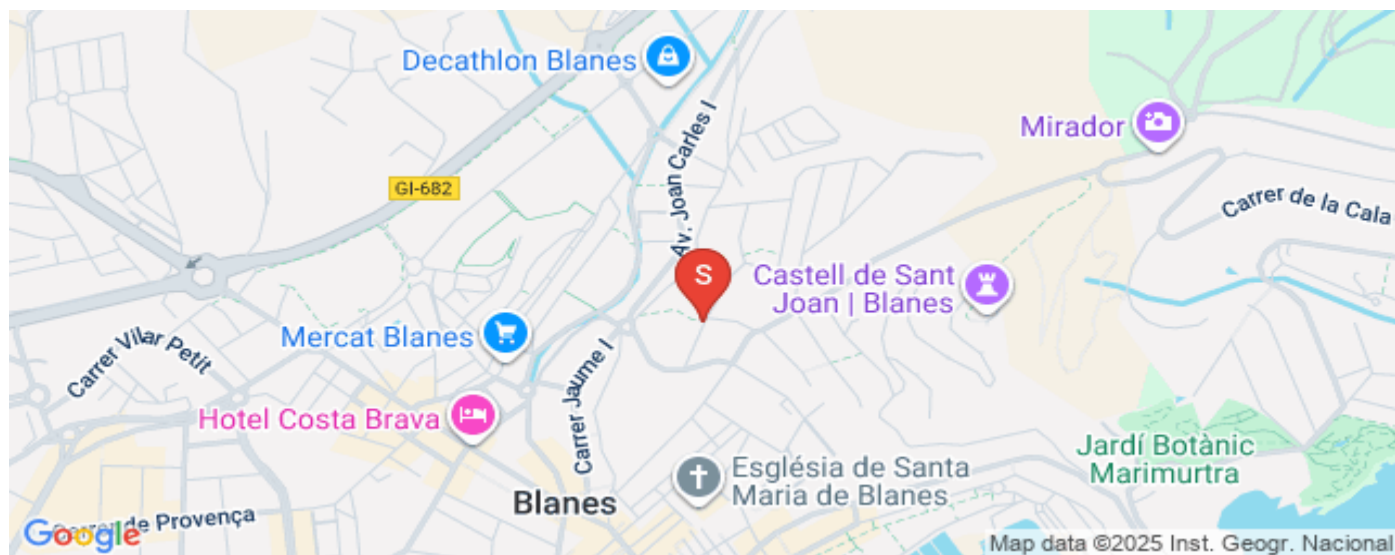 Decathlon Blanes
Av. Joan Carles I
Mirador
GI-682
Carrer de la Cala
S
Castell de Sant
Joan | Blanes
Mercat Blanes
Carrer Vilar Petit
Carrer Jaume I
Hotel Costa Brava
Jardí Botànic
Marimurtra
Església de Santa
Maria de Blanes
Blanes
Carrer de Provença
Google
Map data ©2025 Inst. Geogr. Nacional